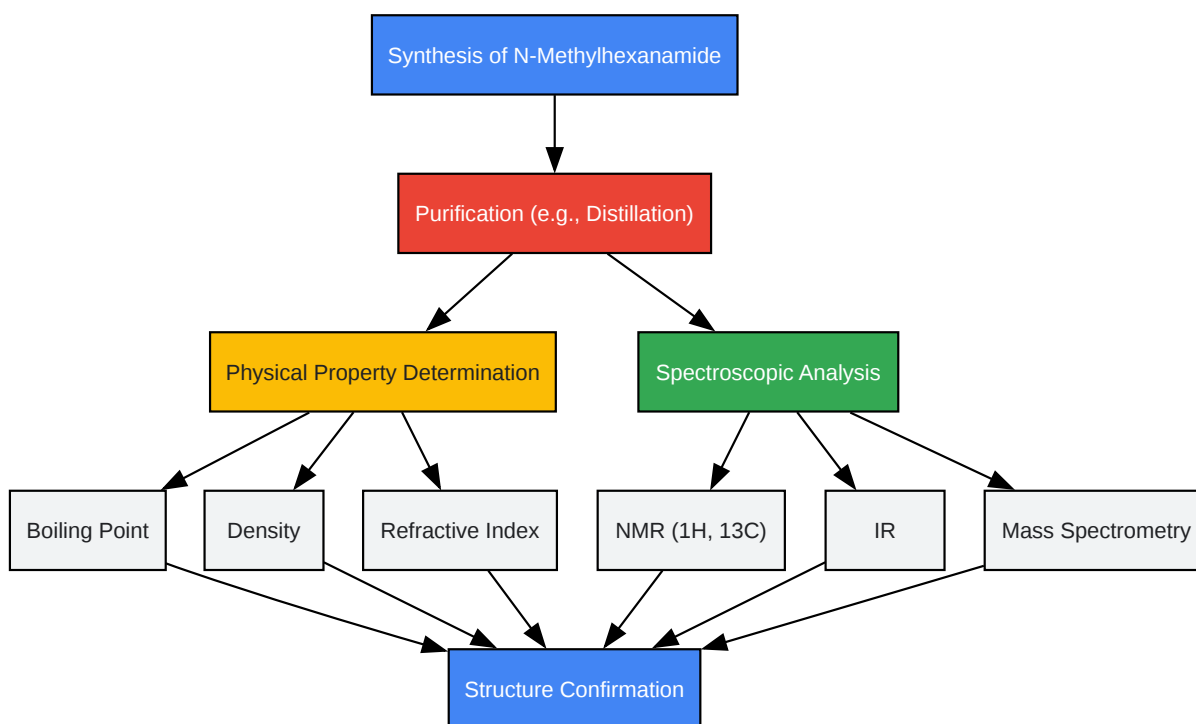 Synthesis of N-Methylhexanamide
Purification (e.g., Distillation)
Physical Property Determination
Spectroscopic Analysis
Boiling Point
Density
Refractive Index
NMR (1H, 13C)
IR
Mass Spectrometry
Structure Confirmation